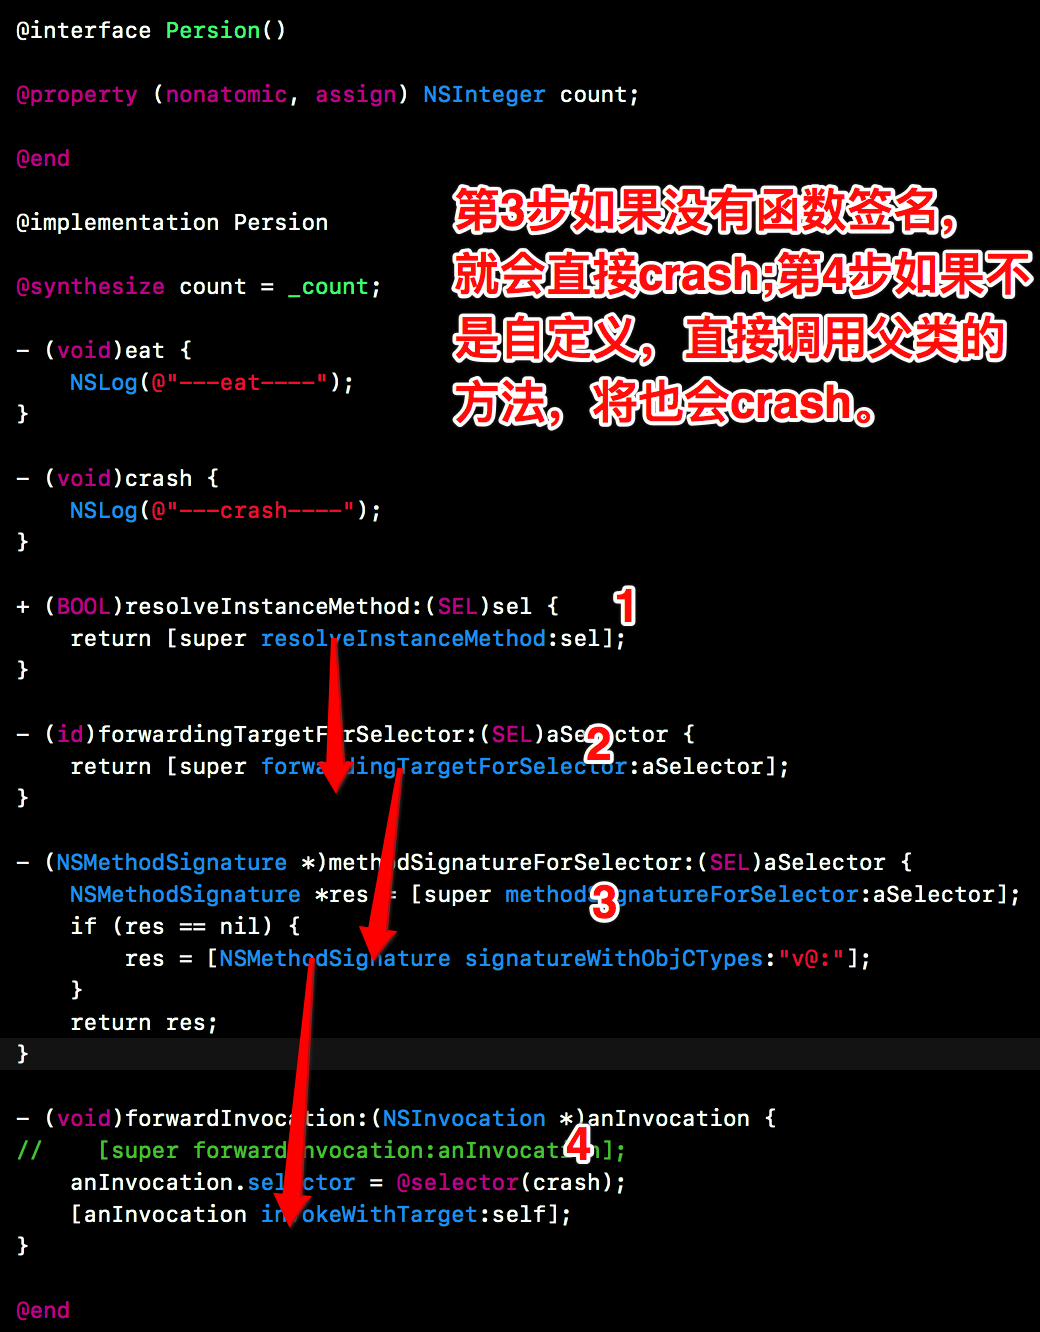 @interface Persion()
@property (nonatomic, assign) NSInteger count;
@end
@implementation Persion
@synthesize count = _count;
- (void)eat {
    NSLog(@"---eat----");
}
- (void)crash {
    NSLog(@"---crash----");
}
第3步如果没有函数签名，
就会直接crash;第4步如果不
是自定义，直接调用父类的
方法，将也会crash。
+ (BOOL)resolveInstanceMethod:(SEL)sel {
1
    return [super resolveInstanceMethod:sel];
}
- (id)forwardingTargetForSelector:(SEL)aSelector {
2
    return [super forwardingTargetForSelector:aSelector];
}
- (NSMethodSignature *)methodSignatureForSelector:(SEL)aSelector {
    NSMethodSignature *res = [super methodSignatureForSelector:aSelector];
3
    if (res == nil) {
        res = [NSMethodSignature signatureWithObjCTypes:"v@:"];
    }
    return res;
}
- (void)forwardInvocation:(NSInvocation *)anInvocation {
//    [super forwardInvocation:anInvocation];
4
    anInvocation.selector = @selector(crash);
    [anInvocation invokeWithTarget:self];
}
@end